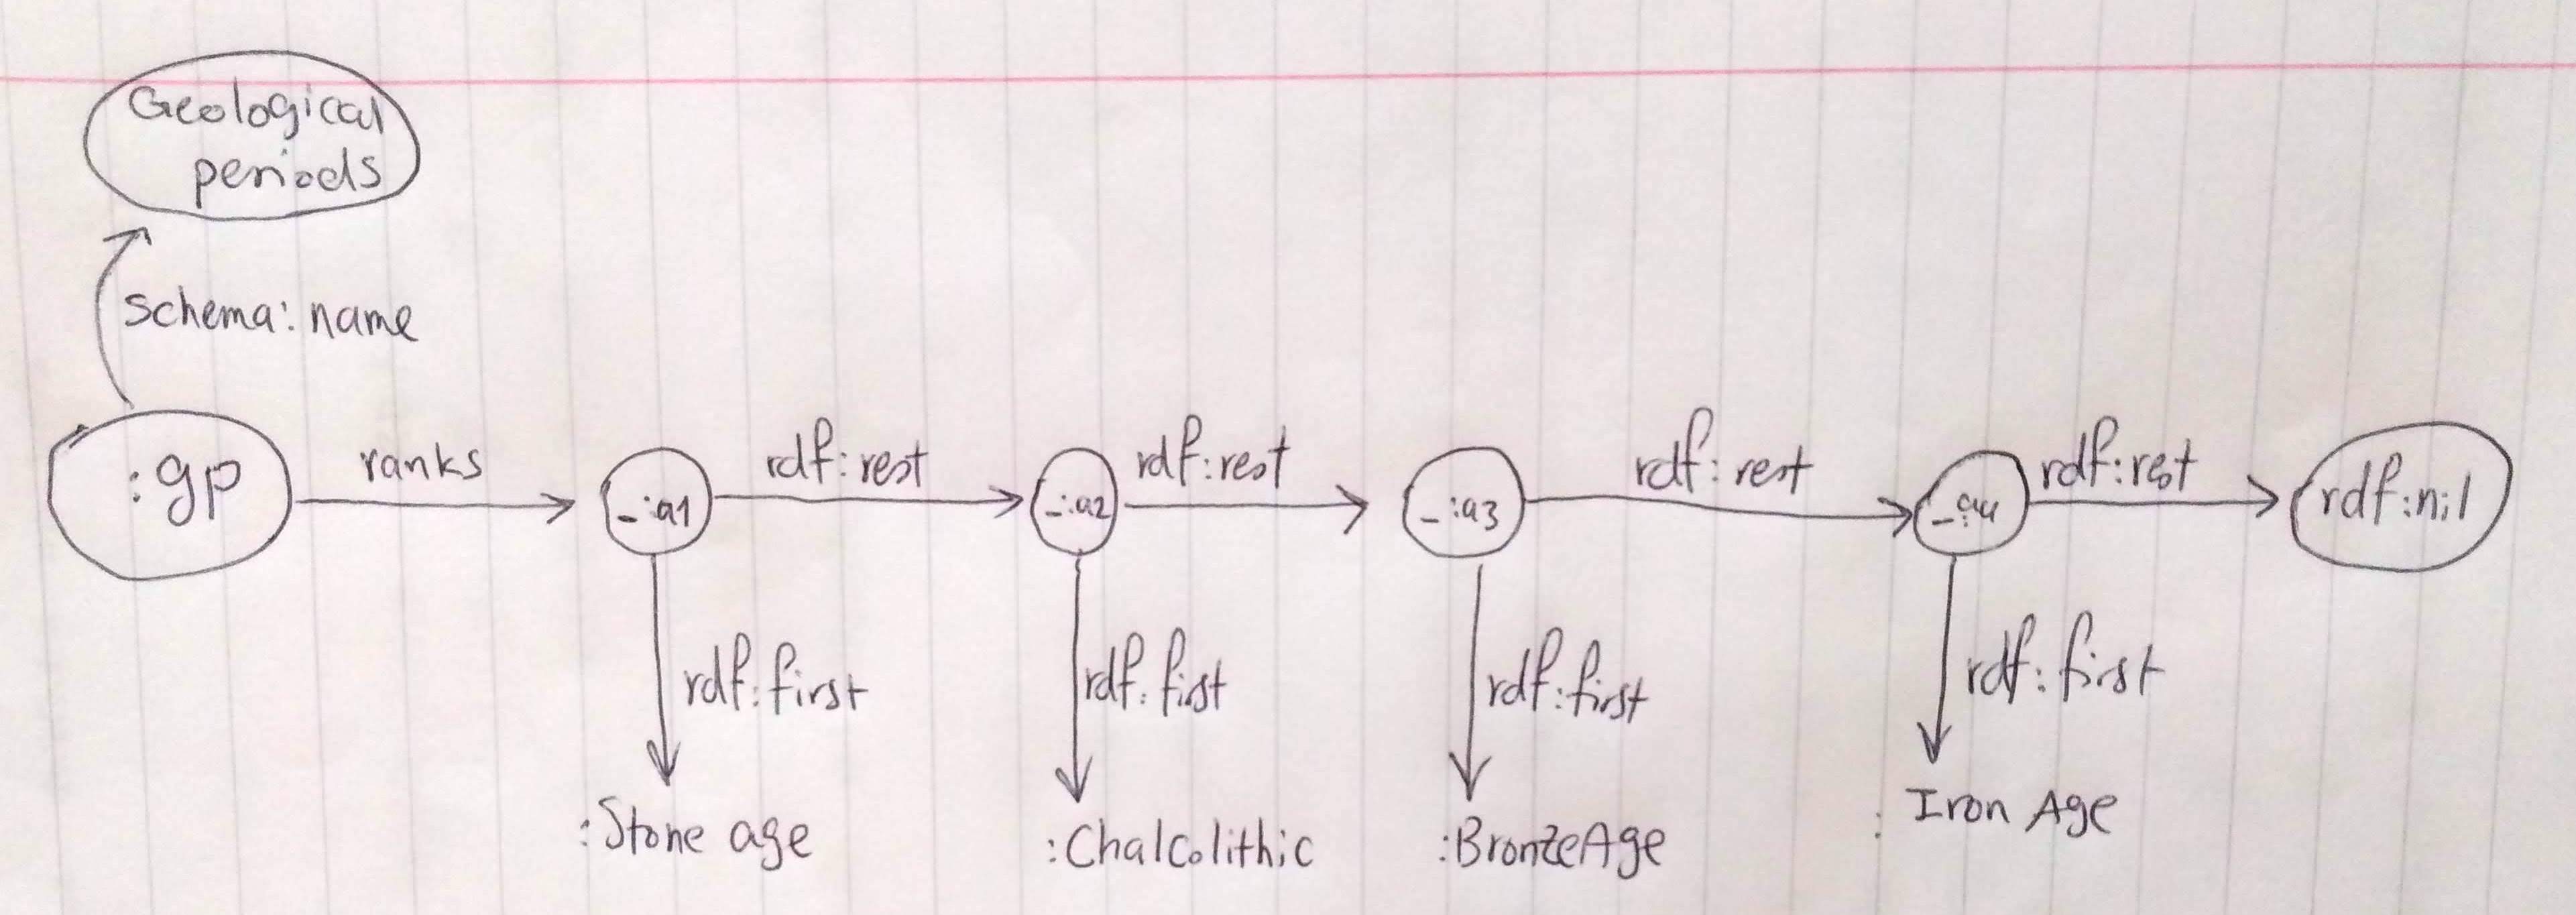 Geological
periods
schema:name
:gp
ranks
_:a1
rdf:rest
_:a2
rdf:rest
_:a3
rdf:rest
_:a4
rdf:rest
rdf:nil
rdf:first
rdf:first
rdf:first
rdf:first
:Stone age
:Chalcolithic
:BronzeAge
:Iron Age